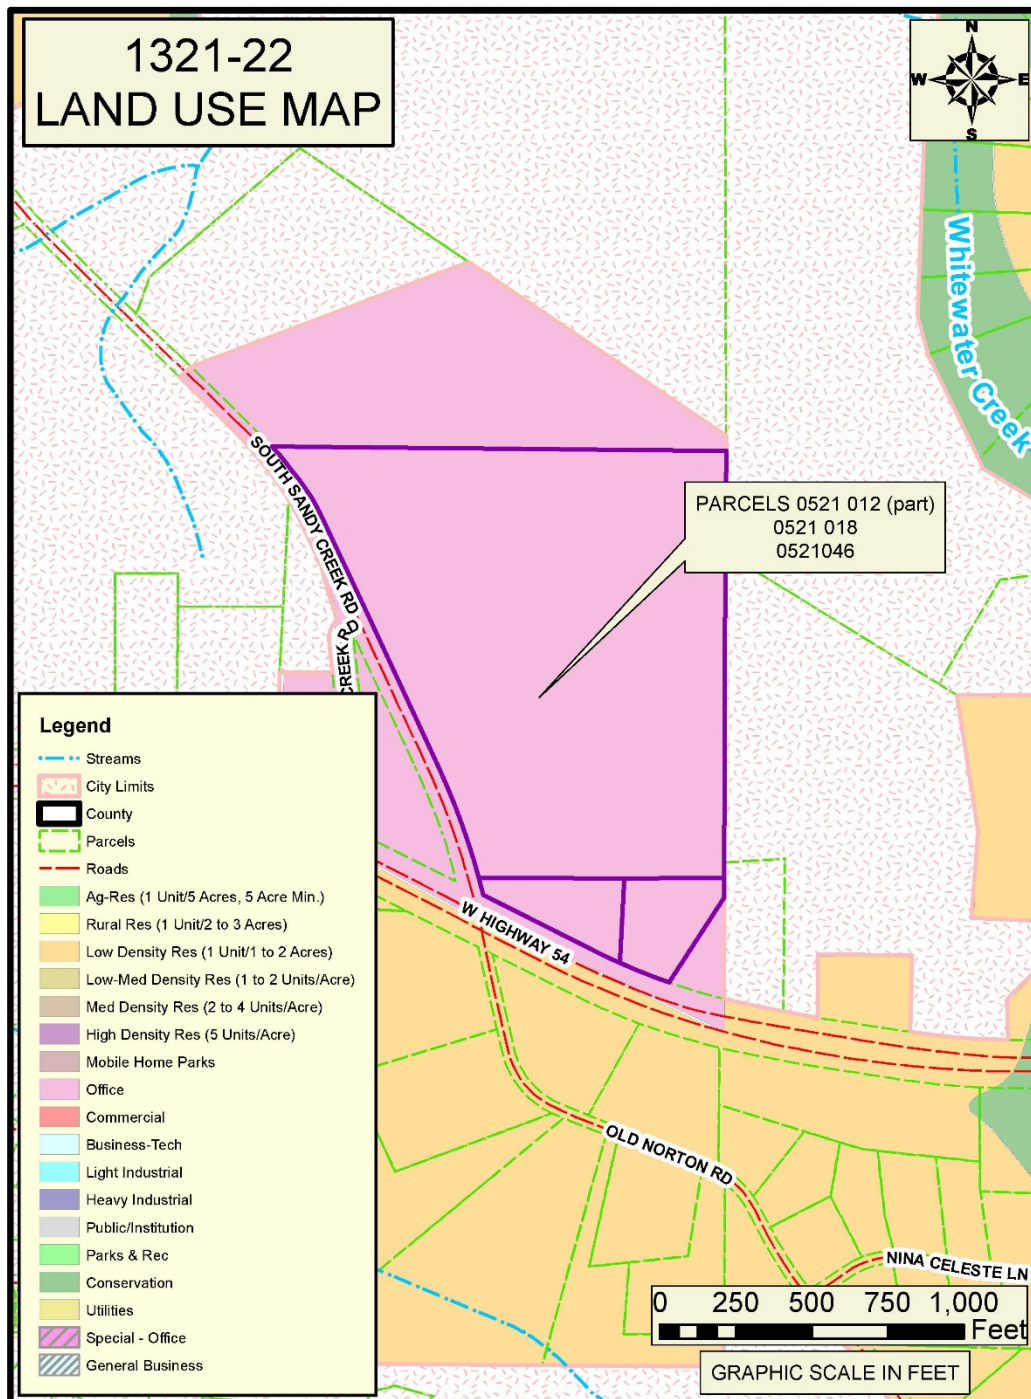 1321-22
LAND USE MAP
N
W E
S
Whitewater Creek
SOUTH SANDY CREEK RD
CREEK RD
PARCELS 0521 012 (part)
0521 018
0521046
W HIGHWAY 54
OLD NORTON RD
NINA CELESTE LN
Legend
Streams
City Limits
County
Parcels
Roads
Ag-Res (1 Unit/5 Acres, 5 Acre Min.)
Rural Res (1 Unit/2 to 3 Acres)
Low Density Res (1 Unit/1 to 2 Acres)
Low-Med Density Res (1 to 2 Units/Acre)
Med Density Res (2 to 4 Units/Acre)
High Density Res (5 Units/Acre)
Mobile Home Parks
Office
Commercial
Business-Tech
Light Industrial
Heavy Industrial
Public/Institution
Parks & Rec
Conservation
Utilities
Special - Office
General Business
0 250 500 750 1,000
Feet
GRAPHIC SCALE IN FEET